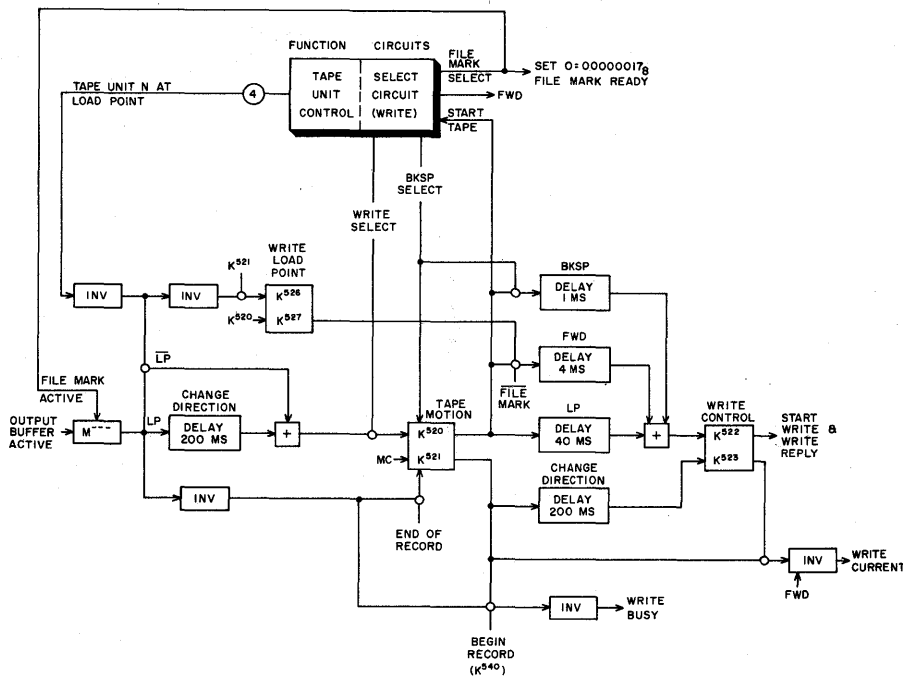 FUNCTION CIRCUITS
TAPE UNIT CONTROL
SELECT CIRCUIT (WRITE)
FILE MARK SELECT
SET O=00000017₈
FILE MARK READY
FWD
START TAPE
TAPE UNIT N AT LOAD POINT
4
BKSP SELECT
WRITE SELECT
WRITE LOAD POINT
K521
INV
INV
K526
K520
K527
BKSP
DELAY 1 MS
FWD
DELAY 4 MS
FILE MARK
LP
FILE MARK ACTIVE
OUTPUT BUFFER ACTIVE
M---
LP
CHANGE DIRECTION
DELAY 200 MS
+
TAPE MOTION
K520
MC
K521
LP
DELAY 40 MS
+
WRITE CONTROL
K522
K523
START WRITE & WRITE REPLY
CHANGE DIRECTION
DELAY 200 MS
INV
END OF RECORD
INV
WRITE CURRENT
FWD
INV
WRITE BUSY
BEGIN RECORD (K540)